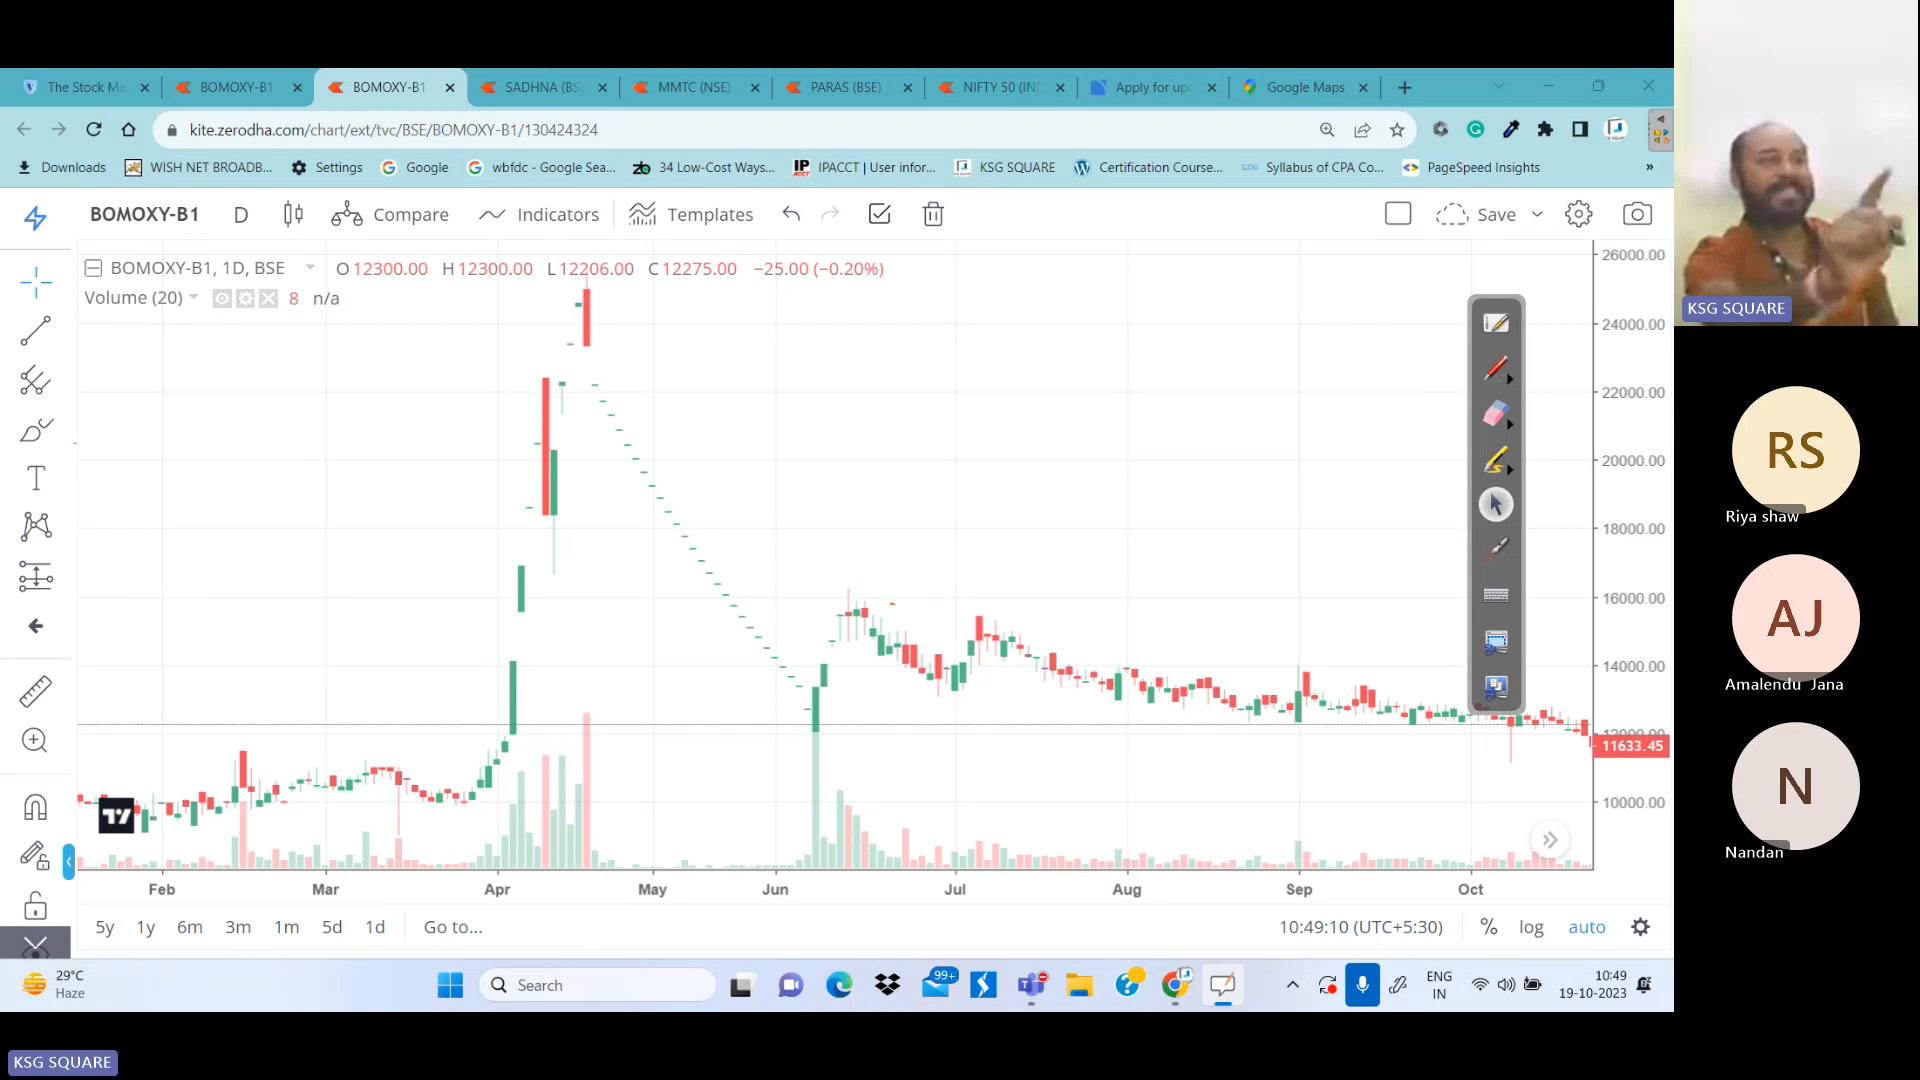 The Stock Ma
BOMOXY-B1
BOMOXY-B1
SADHNA (BS
MMTC (NSE)
PARAS (BSE)
NIFTY 50 (IN
Apply for upc
Google Maps
kite.zerodha.com/chart/ext/tvc/BSE/BOMOXY-B1/130424324
Downloads
WISH NET BROADB...
Settings
Google
wbfdc - Google Sea...
34 Low-Cost Ways...
IPACCT | User infor...
KSG SQUARE
Certification Course...
Syllabus of CPA Co...
PageSpeed Insights
»
BOMOXY-B1
D
Compare
Indicators
Templates
Save
BOMOXY-B1, 1D, BSE
O12300.00 H12300.00 L12206.00 C12275.00 −25.00 (−0.20%)
Volume (20)
8 n/a
26000.00
24000.00
22000.00
20000.00
18000.00
16000.00
14000.00
12000.00
11633.45
10000.00
Feb
Mar
Apr
May
Jun
Jul
Aug
Sep
Oct
5y 1y 6m 3m 1m 5d 1d
Go to...
10:49:10 (UTC+5:30)
% log auto
29°C
Haze
Search
99+
ENG
IN
10:49
19-10-2023
KSG SQUARE
RS
Riya shaw
AJ
Amalendu Jana
N
Nandan
KSG SQUARE